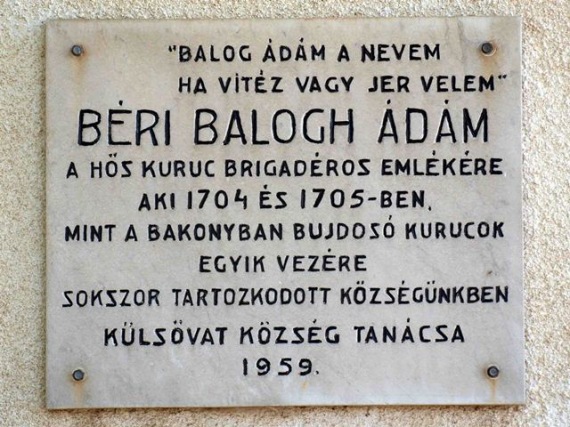 "BALOG ÁDÁM A NEVEM
HA VITÉZ VAGY JER VELEM"
BÉRI BALOGH ÁDÁM
A HŐS KURUC BRIGADÉROS EMLÉKÉRE
AKI 1704 ÉS 1705-BEN,
MINT A BAKONYBAN BUJDOSÓ KURUCOK
EGYIK VEZÉRE
SOKSZOR TARTOZKODOTT KÖZSÉGÜNKBEN
KÜLSŐVAT KÖZSÉG TANÁCSA
1959.